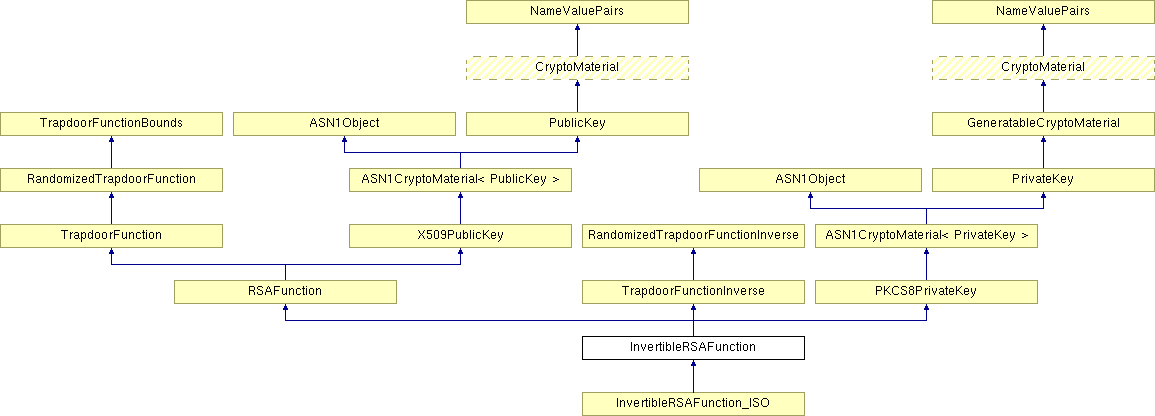 NameValuePairs
NameValuePairs
CryptoMaterial
CryptoMaterial
TrapdoorFunctionBounds
ASN1Object
PublicKey
GeneratableCryptoMaterial
RandomizedTrapdoorFunction
ASN1CryptoMaterial< PublicKey >
ASN1Object
PrivateKey
TrapdoorFunction
X509PublicKey
RandomizedTrapdoorFunctionInverse
ASN1CryptoMaterial< PrivateKey >
RSAFunction
TrapdoorFunctionInverse
PKCS8PrivateKey
InvertibleRSAFunction
InvertibleRSAFunction_ISO